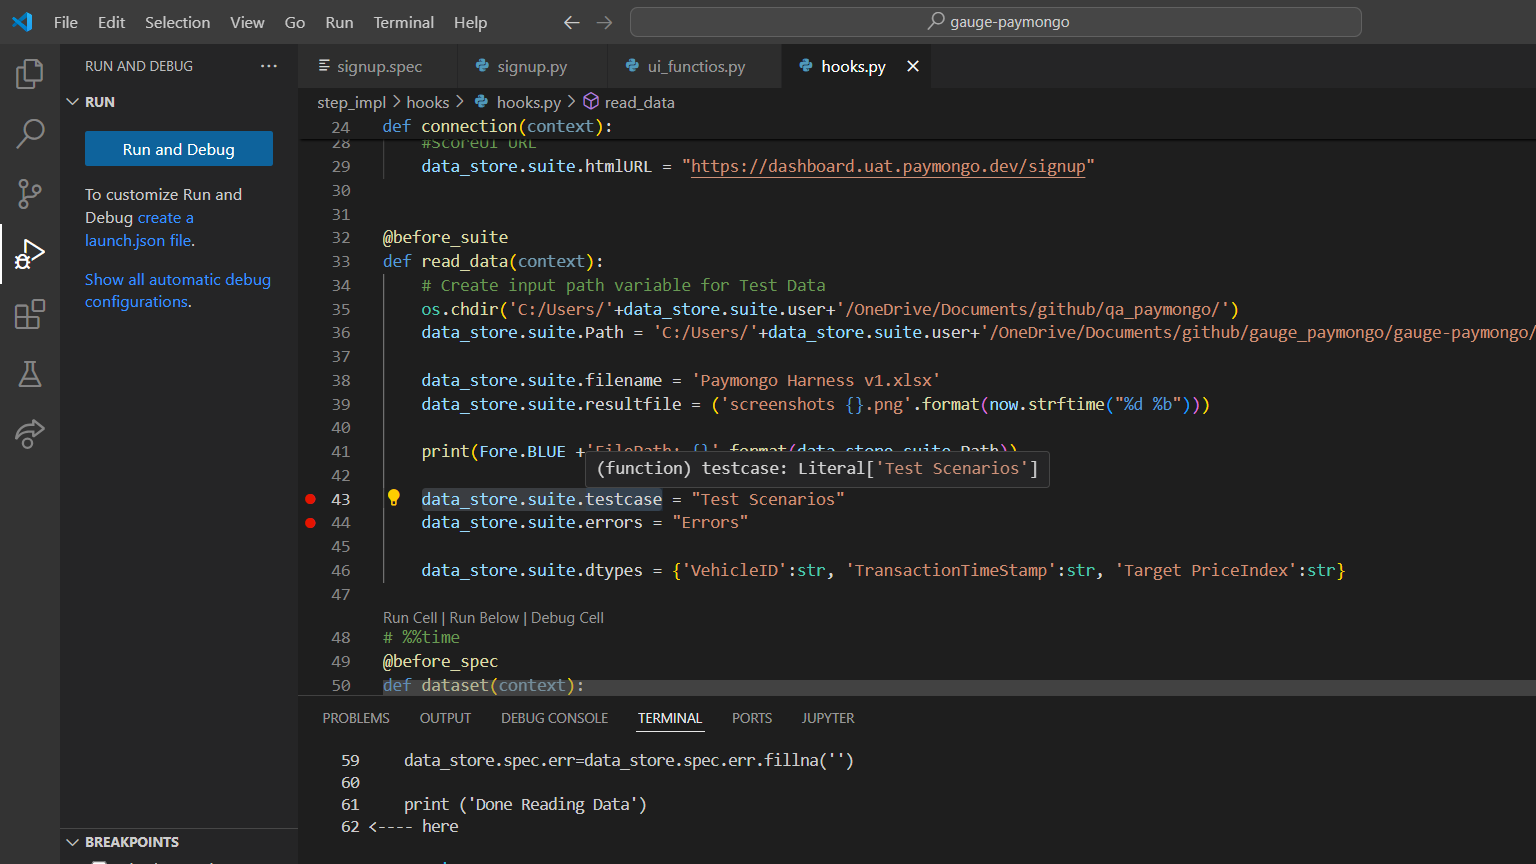 File Edit Selection View Go Run Terminal Help
gauge-paymongo
RUN AND DEBUG
RUN
Run and Debug
To customize Run and
Debug create a
launch.json file.
Show all automatic debug
configurations.
BREAKPOINTS
signup.spec signup.py ui_functios.py hooks.py
step_impl > hooks > hooks.py > read_data
24 def connection(context):
28 #ScoreUI URL
29 data_store.suite.htmlURL = "https://dashboard.uat.paymongo.dev/signup"
30
31
32 @before_suite
33 def read_data(context):
34 # Create input path variable for Test Data
35 os.chdir('C:/Users/'+data_store.suite.user+'/OneDrive/Documents/github/qa_paymongo/')
36 data_store.suite.Path = 'C:/Users/'+data_store.suite.user+'/OneDrive/Documents/github/gauge_paymongo/gauge-paymongo/
37
38 data_store.suite.filename = 'Paymongo Harness v1.xlsx'
39 data_store.suite.resultfile = ('screenshots {}.png'.format(now.strftime("%d %b")))
40
41 print(Fore.BLUE +'FilePath: {}'.format(data_store.suite.Path))
(function) testcase: Literal['Test Scenarios']
42
43 data_store.suite.testcase = "Test Scenarios"
44 data_store.suite.errors = "Errors"
45
46 data_store.suite.dtypes = {'VehicleID':str, 'TransactionTimeStamp':str, 'Target PriceIndex':str}
47
Run Cell | Run Below | Debug Cell
48 # %%time
49 @before_spec
50 def dataset(context):
PROBLEMS OUTPUT DEBUG CONSOLE TERMINAL PORTS JUPYTER
59 data_store.spec.err=data_store.spec.err.fillna('')
60
61 print ('Done Reading Data')
62 <---- here